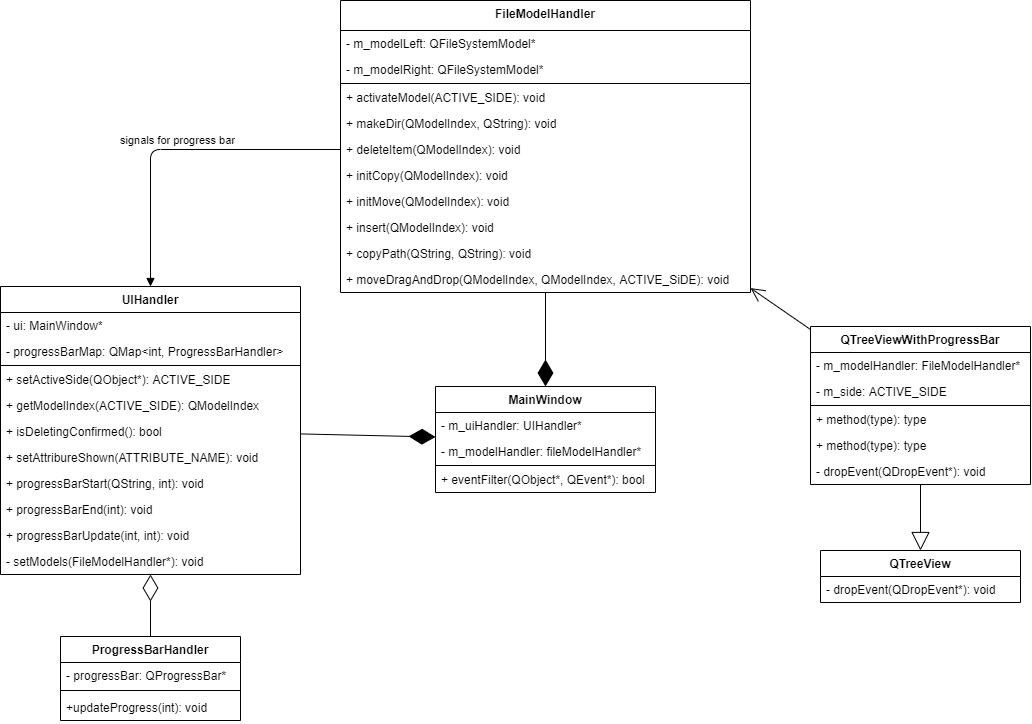 FileModelHandler
- m_modelLeft: QFileSystemModel*
- m_modelRight: QFileSystemModel*
+ activateModel(ACTIVE_SIDE): void
+ makeDir(QModelIndex, QString): void
+ deleteItem(QModelIndex): void
+ initCopy(QModelIndex): void
+ initMove(QModelIndex): void
+ insert(QModelIndex): void
+ copyPath(QString, QString): void
+ moveDragAndDrop(QModelIndex, QModelIndex, ACTIVE_SiDE): void
signals for progress bar
UIHandler
- ui: MainWindow*
- progressBarMap: QMap<int, ProgressBarHandler>
+ setActiveSide(QObject*): ACTIVE_SIDE
+ getModelIndex(ACTIVE_SIDE): QModelIndex
+ isDeletingConfirmed(): bool
+ setAttribureShown(ATTRIBUTE_NAME): void
+ progressBarStart(QString, int): void
+ progressBarEnd(int): void
+ progressBarUpdate(int, int): void
- setModels(FileModelHandler*): void
MainWindow
- m_uiHandler: UIHandler*
- m_modelHandler: fileModelHandler*
+ eventFilter(QObject*, QEvent*): bool
QTreeViewWithProgressBar
- m_modelHandler: FileModelHandler*
- m_side: ACTIVE_SIDE
+ method(type): type
+ method(type): type
- dropEvent(QDropEvent*): void
QTreeView
- dropEvent(QDropEvent*): void
ProgressBarHandler
- progressBar: QProgressBar*
+updateProgress(int): void